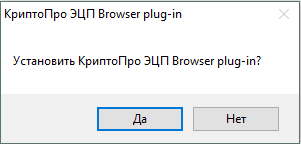 КриптоПро ЭЦП Browser plug-in
Установить КриптоПро ЭЦП Browser plug-in?
Да
Нет